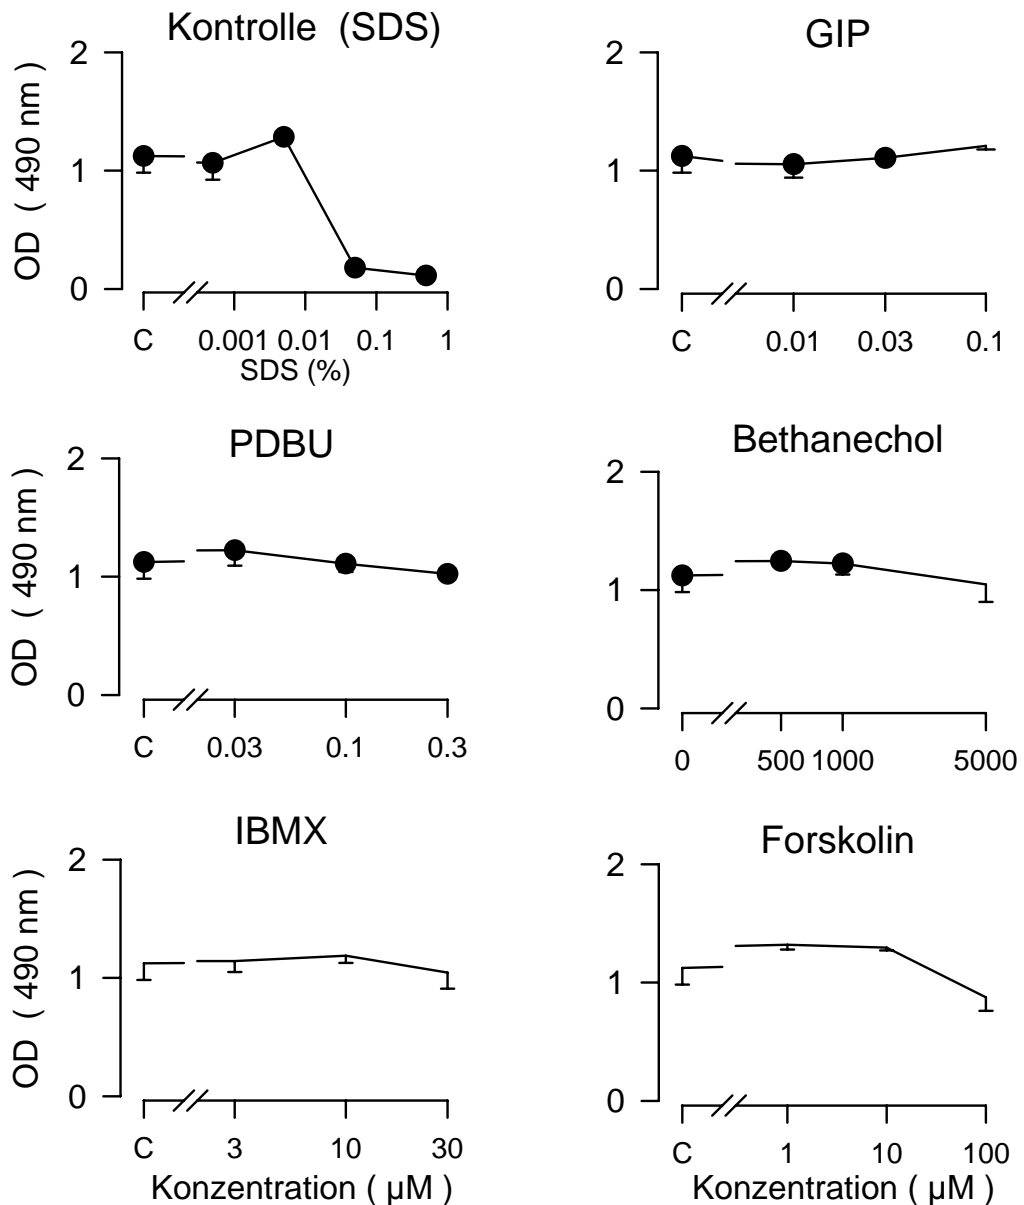 Kontrolle (SDS)
OD ( 490 nm )
2
1
0
C 0.001 0.01 0.1 1
SDS (%)
GIP
2
1
0
C 0.01 0.03 0.1
PDBU
OD ( 490 nm )
2
1
0
C 0.03 0.1 0.3
Bethanechol
2
1
0
0 500 1000 5000
IBMX
OD ( 490 nm )
2
1
0
C 3 10 30
Konzentration ( µM )
Forskolin
2
1
0
C 1 10 100
Konzentration ( µM )